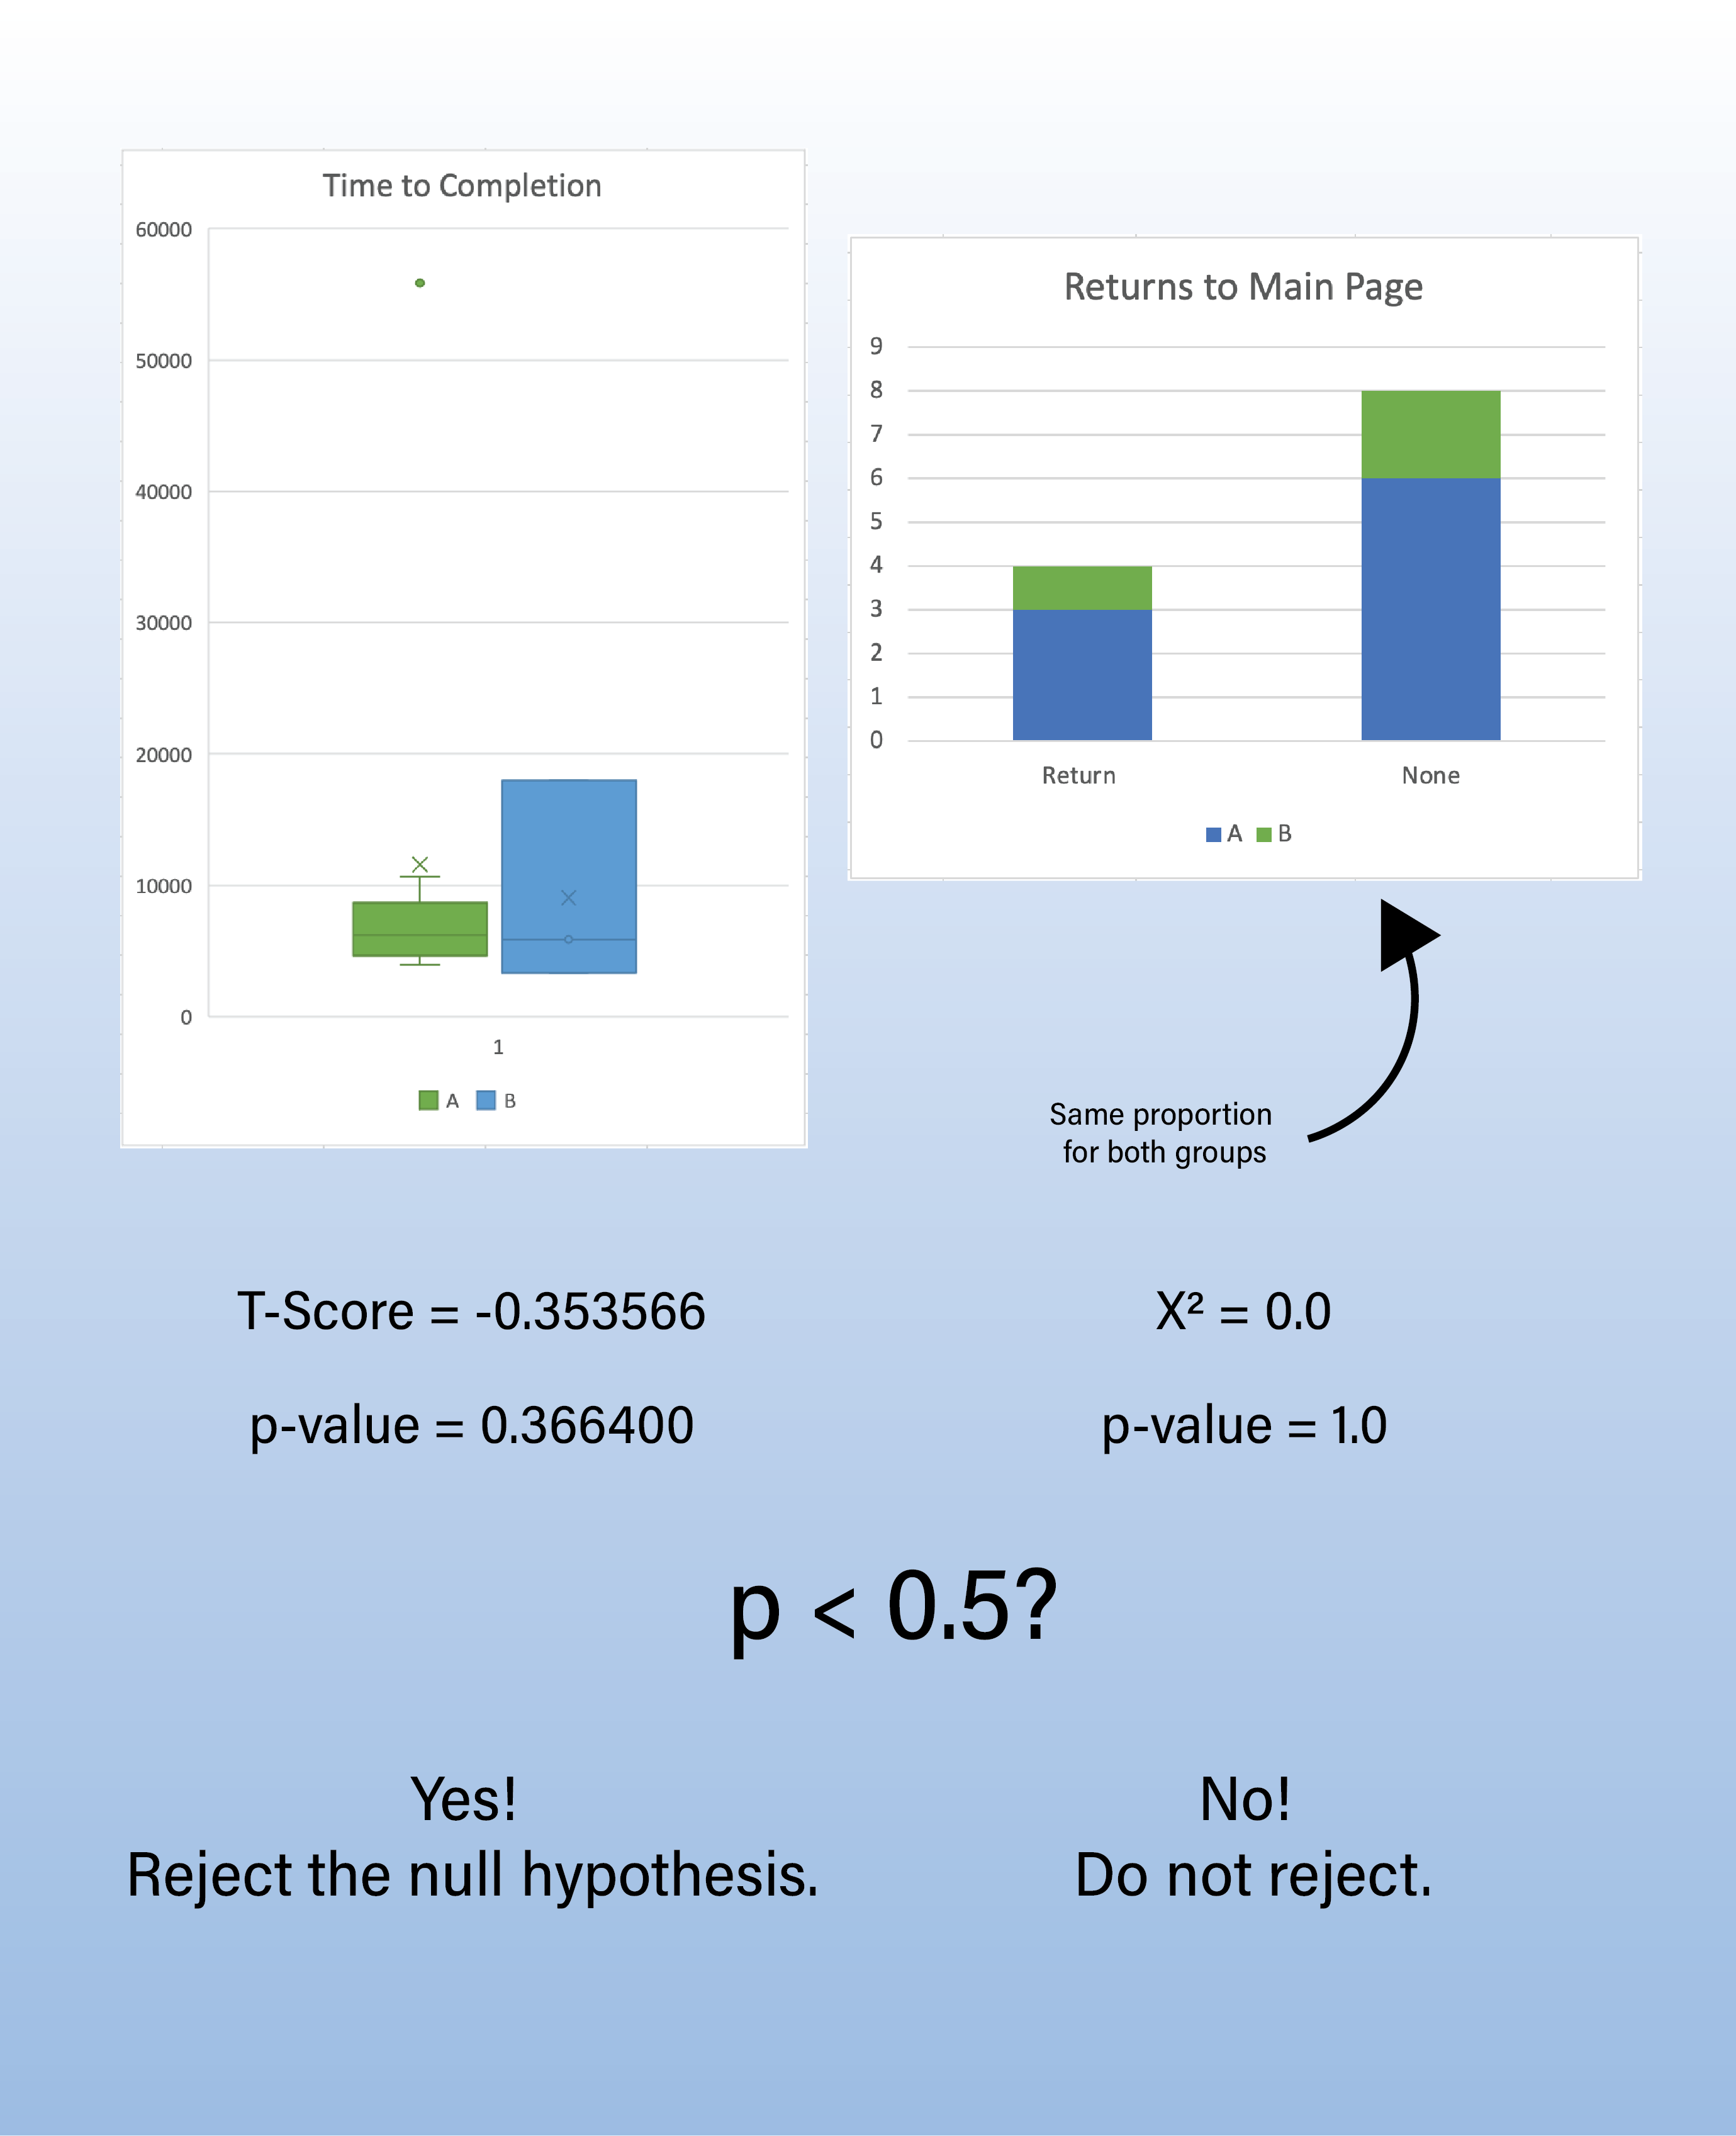 Time to Completion
60000
50000
40000
30000
20000
10000
0
1
A B
Returns to Main Page
9
8
7
6
5
4
3
2
1
0
Return None
A B
Same proportion
for both groups
T-Score = -0.353566
p-value = 0.366400
X² = 0.0
p-value = 1.0
p < 0.5?
Yes!
Reject the null hypothesis.
No!
Do not reject.